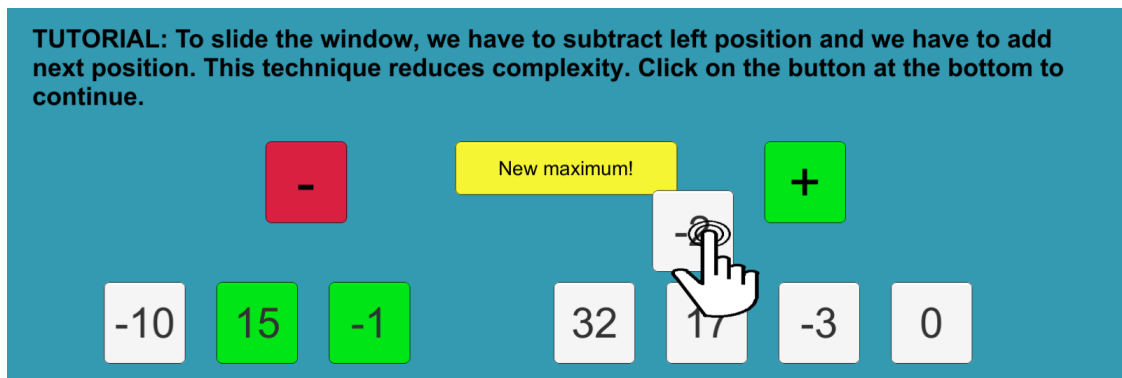 TUTORIAL: To slide the window, we have to subtract left position and we have to add
next position. This technique reduces complexity. Click on the button at the bottom to
continue.
- New maximum! +
-2
-10 15 -1 32 17 -3 0